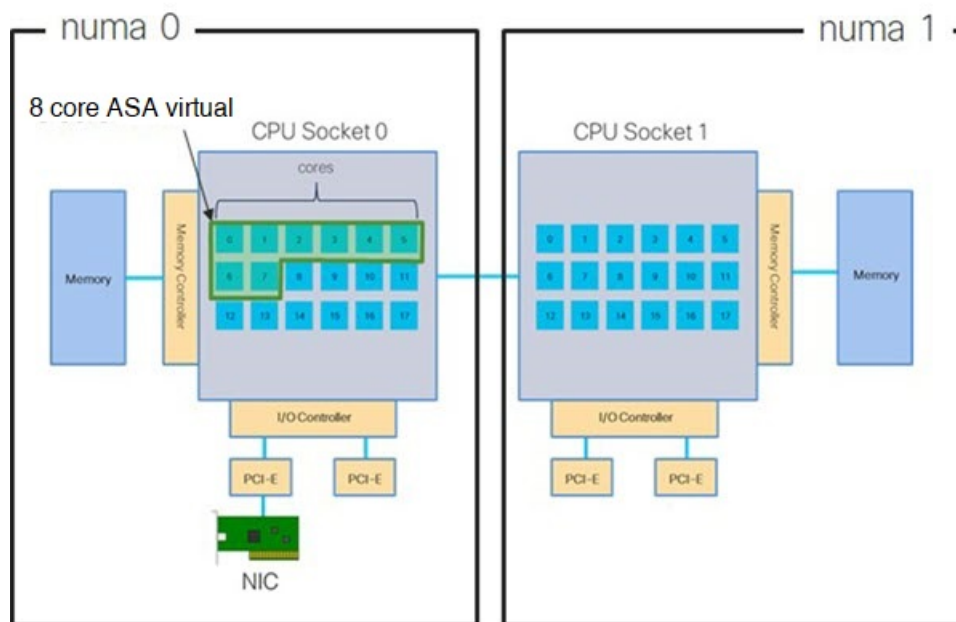 numa 0
numa 1
8 core ASA virtual
CPU Socket 0
CPU Socket 1
cores
Memory
Memory Controller
0 1 2 3 4 5
6 7 8 9 10 11
12 13 14 15 16 17
0 1 2 3 4 5
6 7 8 9 10 11
12 13 14 15 16 17
Memory Controller
Memory
I/O Controller
I/O Controller
PCI-E
PCI-E
PCI-E
PCI-E
NIC